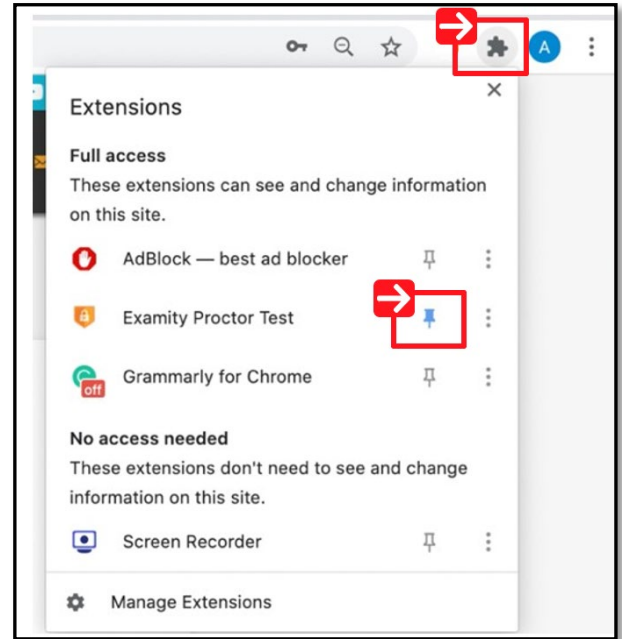 A
Extensions
Full access
These extensions can see and change information
on this site.
AdBlock — best ad blocker
Examity Proctor Test
Grammarly for Chrome
off
No access needed
These extensions don't need to see and change
information on this site.
Screen Recorder
Manage Extensions